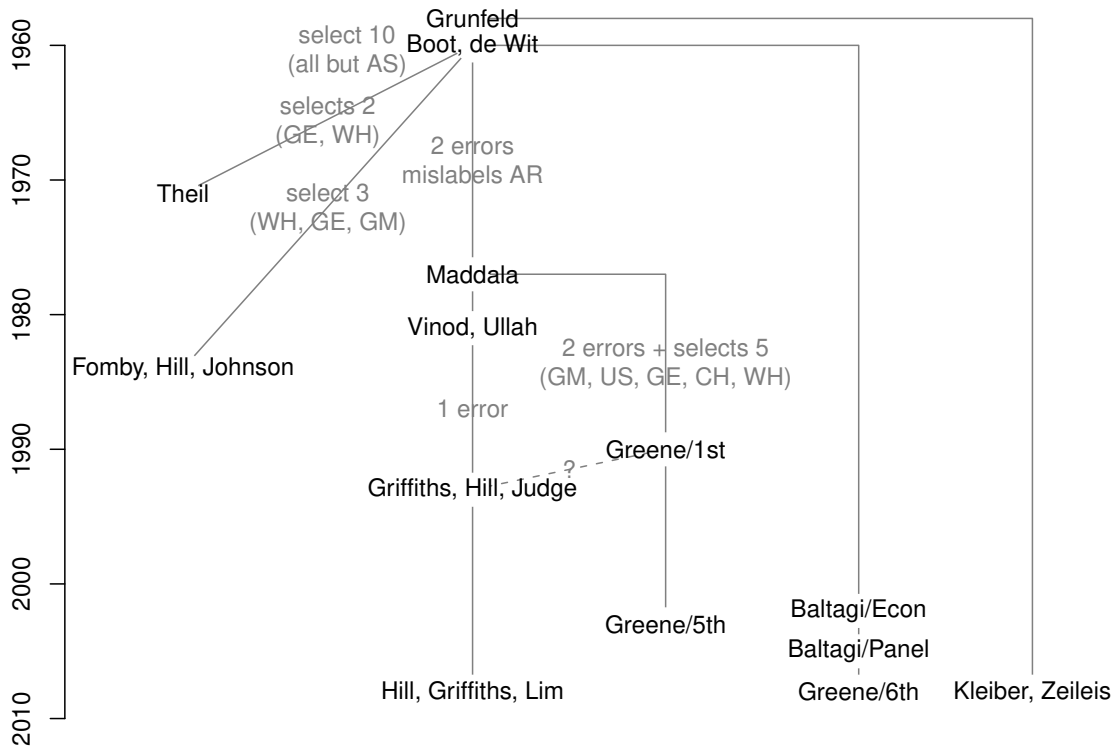 Grunfeld
select 10
(all but AS)
Boot, de Wit
selects 2
(GE, WH)
2 errors
mislabels AR
Theil
select 3
(WH, GE, GM)
Maddala
Vinod, Ullah
2 errors + selects 5
(GM, US, GE, CH, WH)
Fomby, Hill, Johnson
1 error
Greene/1st
?
Griffiths, Hill, Judge
Baltagi/Econ
Greene/5th
Baltagi/Panel
Hill, Griffiths, Lim
Greene/6th
Kleiber, Zeileis
1960
1970
1980
1990
2000
2010